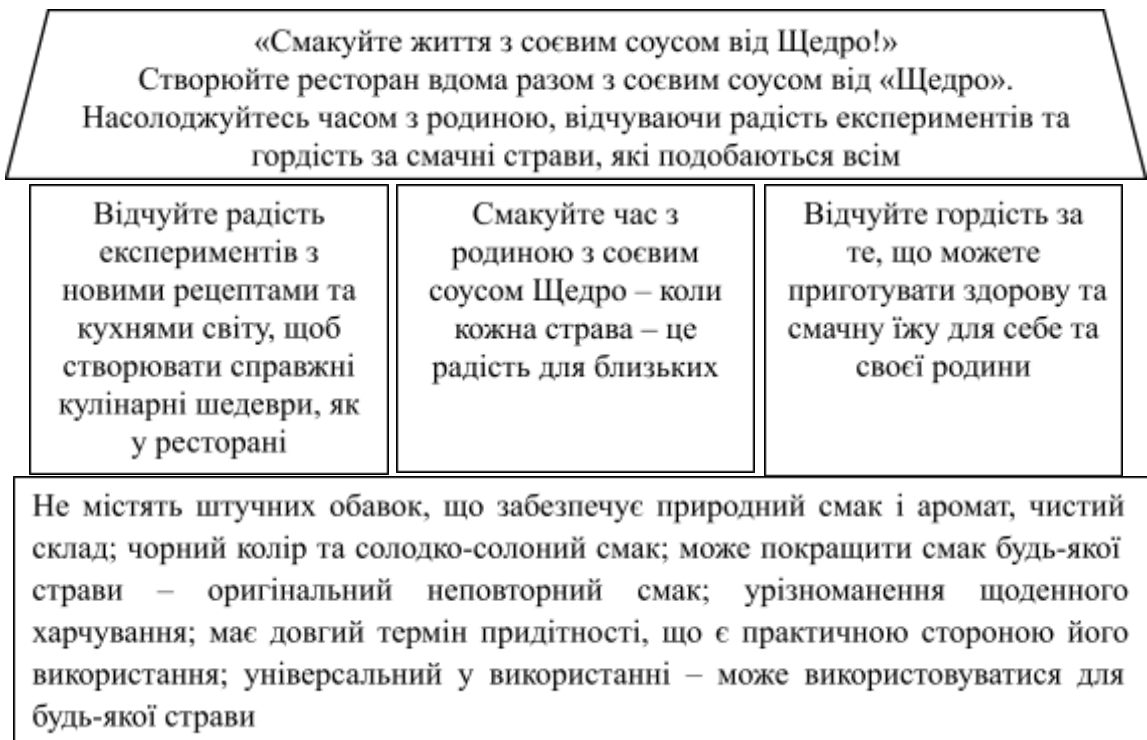 «Смакуйте життя з соєвим соусом від Щедро!»
Створюйте ресторан вдома разом з соєвим соусом від «Щедро».
Насолоджуйтесь часом з родиною, відчуваючи радість експериментів та
гордість за смачні страви, які подобаються всім
Відчуйте радість
експериментів з
новими рецептами та
кухнями світу, щоб
створювати справжні
кулінарні шедеври, як
у ресторані
Смакуйте час з
родиною з соєвим
соусом Щедро – коли
кожна страва – це
радість для близьких
Відчуйте гордість за
те, що можете
приготувати здорову та
смачну їжу для себе та
своєї родини
Не містять штучних обавок, що забезпечує природний смак і аромат, чистий
склад; чорний колір та солодко-солоний смак; може покращити смак будь-якої
страви – оригінальний неповторний смак; урізноманення щоденного
харчування; має довгий термін придітності, що є практичною стороною його
використання; універсальний у використанні – може використовуватися для
будь-якої страви